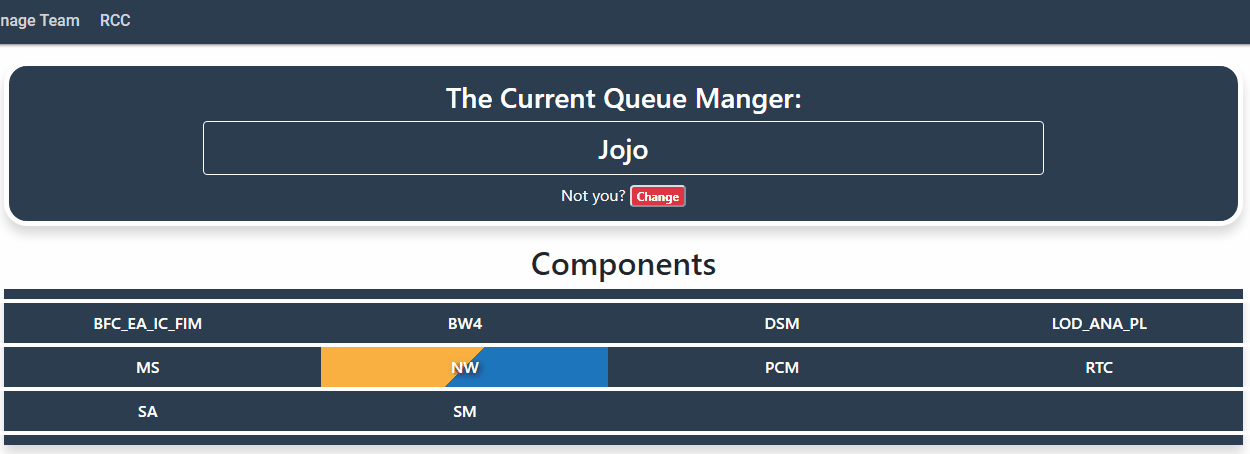 nage Team RCC
The Current Queue Manger:
Jojo
Not you? Change
Components
BFC_EA_IC_FIM BW4 DSM LOD_ANA_PL
MS NW PCM RTC
SA SM